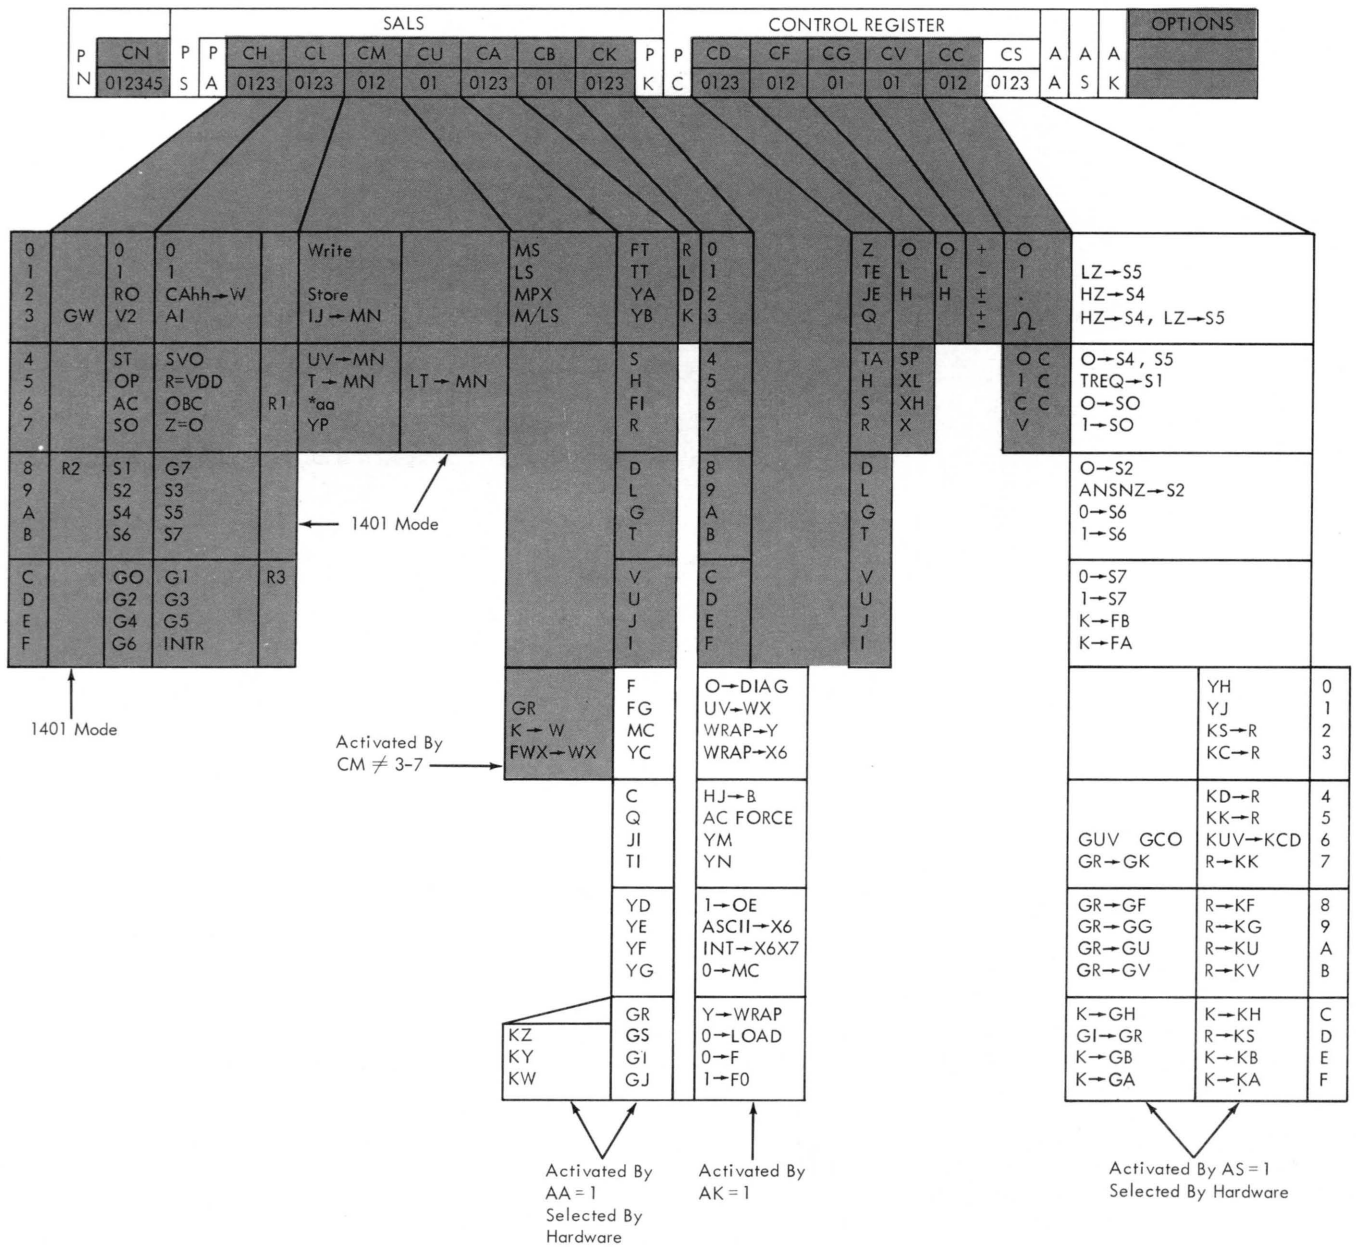 SALS CONTROL REGISTER OPTIONS
P N CN P S P A CH CL CM CU CA CB CK P K P C CD CF CG CV CC CS A A A S A K
012345 0123 0123 012 01 0123 01 0123 0123 012 01 01 012 0123
0 0 0 Write MS FT R 0 Z O O + O
1 1 1 LS TT L 1 TE L L - 1 LZ→S5
2 RO CAhh→W Store MPX YA D 2 JE H H ± . HZ→S4
3 GW V2 AI IJ→MN M/LS YB K 3 Q ± Ω HZ→S4, LZ→S5
4 ST SVO UV→MN S 4 TA SP O C O→S4, S5
5 OP R=VDD T→MN LT→MN H 5 H XL 1 C TREQ→S1
6 AC OBC R1 *aa FI 6 S XH C C O→SO
7 SO Z=O YP R 7 R X V 1→SO
8 R2 S1 G7 D 8 D O→S2
9 S2 S3 L 9 L ANSNZ→S2
A S4 S5 G A G 0→S6
B S6 S7 T B T 1→S6
1401 Mode
C GO G1 R3 V C V 0→S7
D G2 G3 U D U 1→S7
E G4 G5 J E J K→FB
F G6 INTR I F I K→FA
1401 Mode
F O→DIAG YH 0
GR FG UV→WX YJ 1
K→W MC WRAP→Y KS→R 2
FWX→WX YC WRAP→X6 KC→R 3
Activated By
CM ≠ 3-7
C HJ→B KD→R 4
Q AC FORCE KK→R 5
JI YM GUV GCO KUV→KCD 6
TI YN GR→GK R→KK 7
YD 1→OE GR→GF R→KF 8
YE ASCII→X6 GR→GG R→KG 9
YF INT→X6X7 GR→GU R→KU A
YG 0→MC GR→GV R→KV B
GR Y→WRAP K→GH K→KH C
KZ GS 0→LOAD GI→GR R→KS D
KY GI 0→F K→GB K→KB E
KW GJ 1→F0 K→GA K→KA F
Activated By
AA = 1
Selected By
Hardware
Activated By
AK = 1
Activated By AS = 1
Selected By Hardware